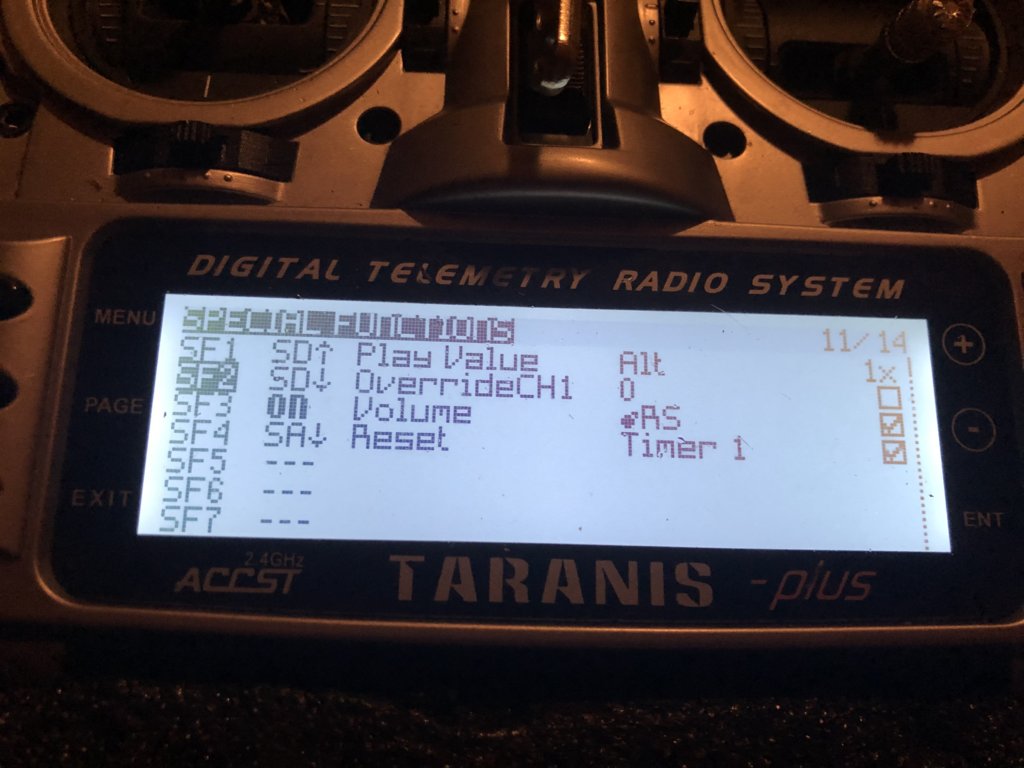 DIGITAL TELEMETRY RADIO SYSTEM
MENU
PAGE
EXIT
SPECIAL FUNCTIONS 11/14
SF1 SD↑ Play Value Alt 1x
SF2 SD↓ OverrideCH1 0
SF3 ON Volume RS
SF4 SA↓ Reset Timer 1
SF5 ---
SF6 ---
SF7 ---
+
-
ENT
2.4GHz
ACCST
TARANIS -plus